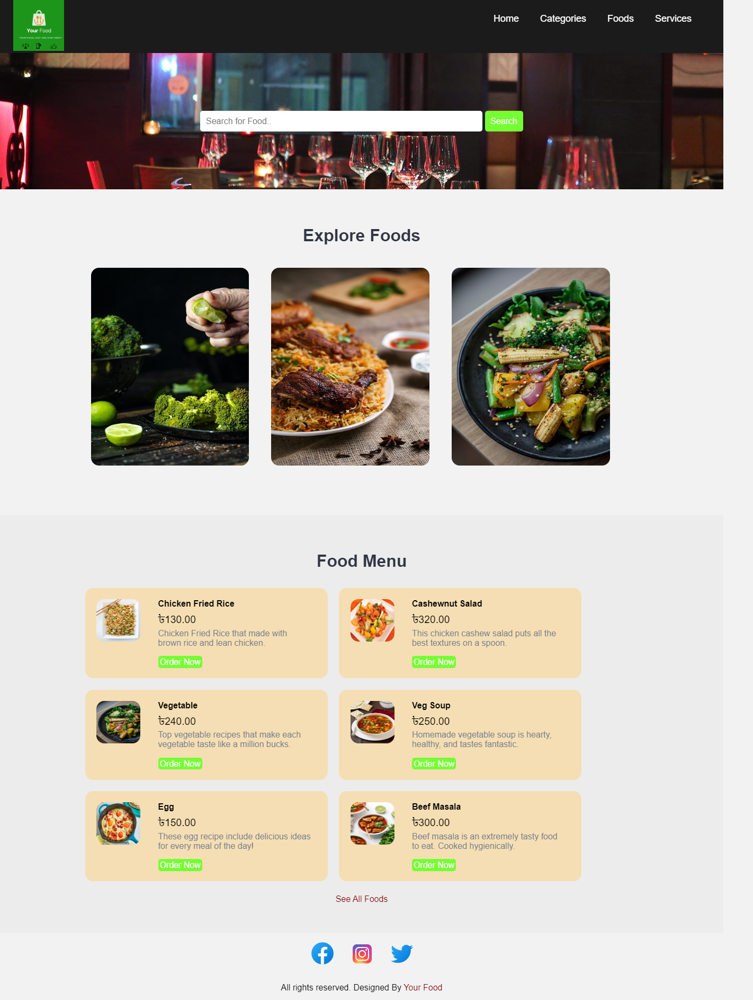 Your Food
YOUR FOOD JUST ONE STEP AWAY
Home
Categories
Foods
Services
Search for Food..
Search
Explore Foods
Food Menu
Chicken Fried Rice
৳130.00
Chicken Fried Rice that made with
brown rice and lean chicken.
Order Now
Cashewnut Salad
৳320.00
This chicken cashew salad puts all the
best textures on a spoon.
Order Now
Vegetable
৳240.00
Top vegetable recipes that make each
vegetable taste like a million bucks.
Order Now
Veg Soup
৳250.00
Homemade vegetable soup is hearty,
healthy, and tastes fantastic.
Order Now
Egg
৳150.00
These egg recipe include delicious ideas
for every meal of the day!
Order Now
Beef Masala
৳300.00
Beef masala is an extremely tasty food
to eat. Cooked hygienically.
Order Now
See All Foods
All rights reserved. Designed By Your Food